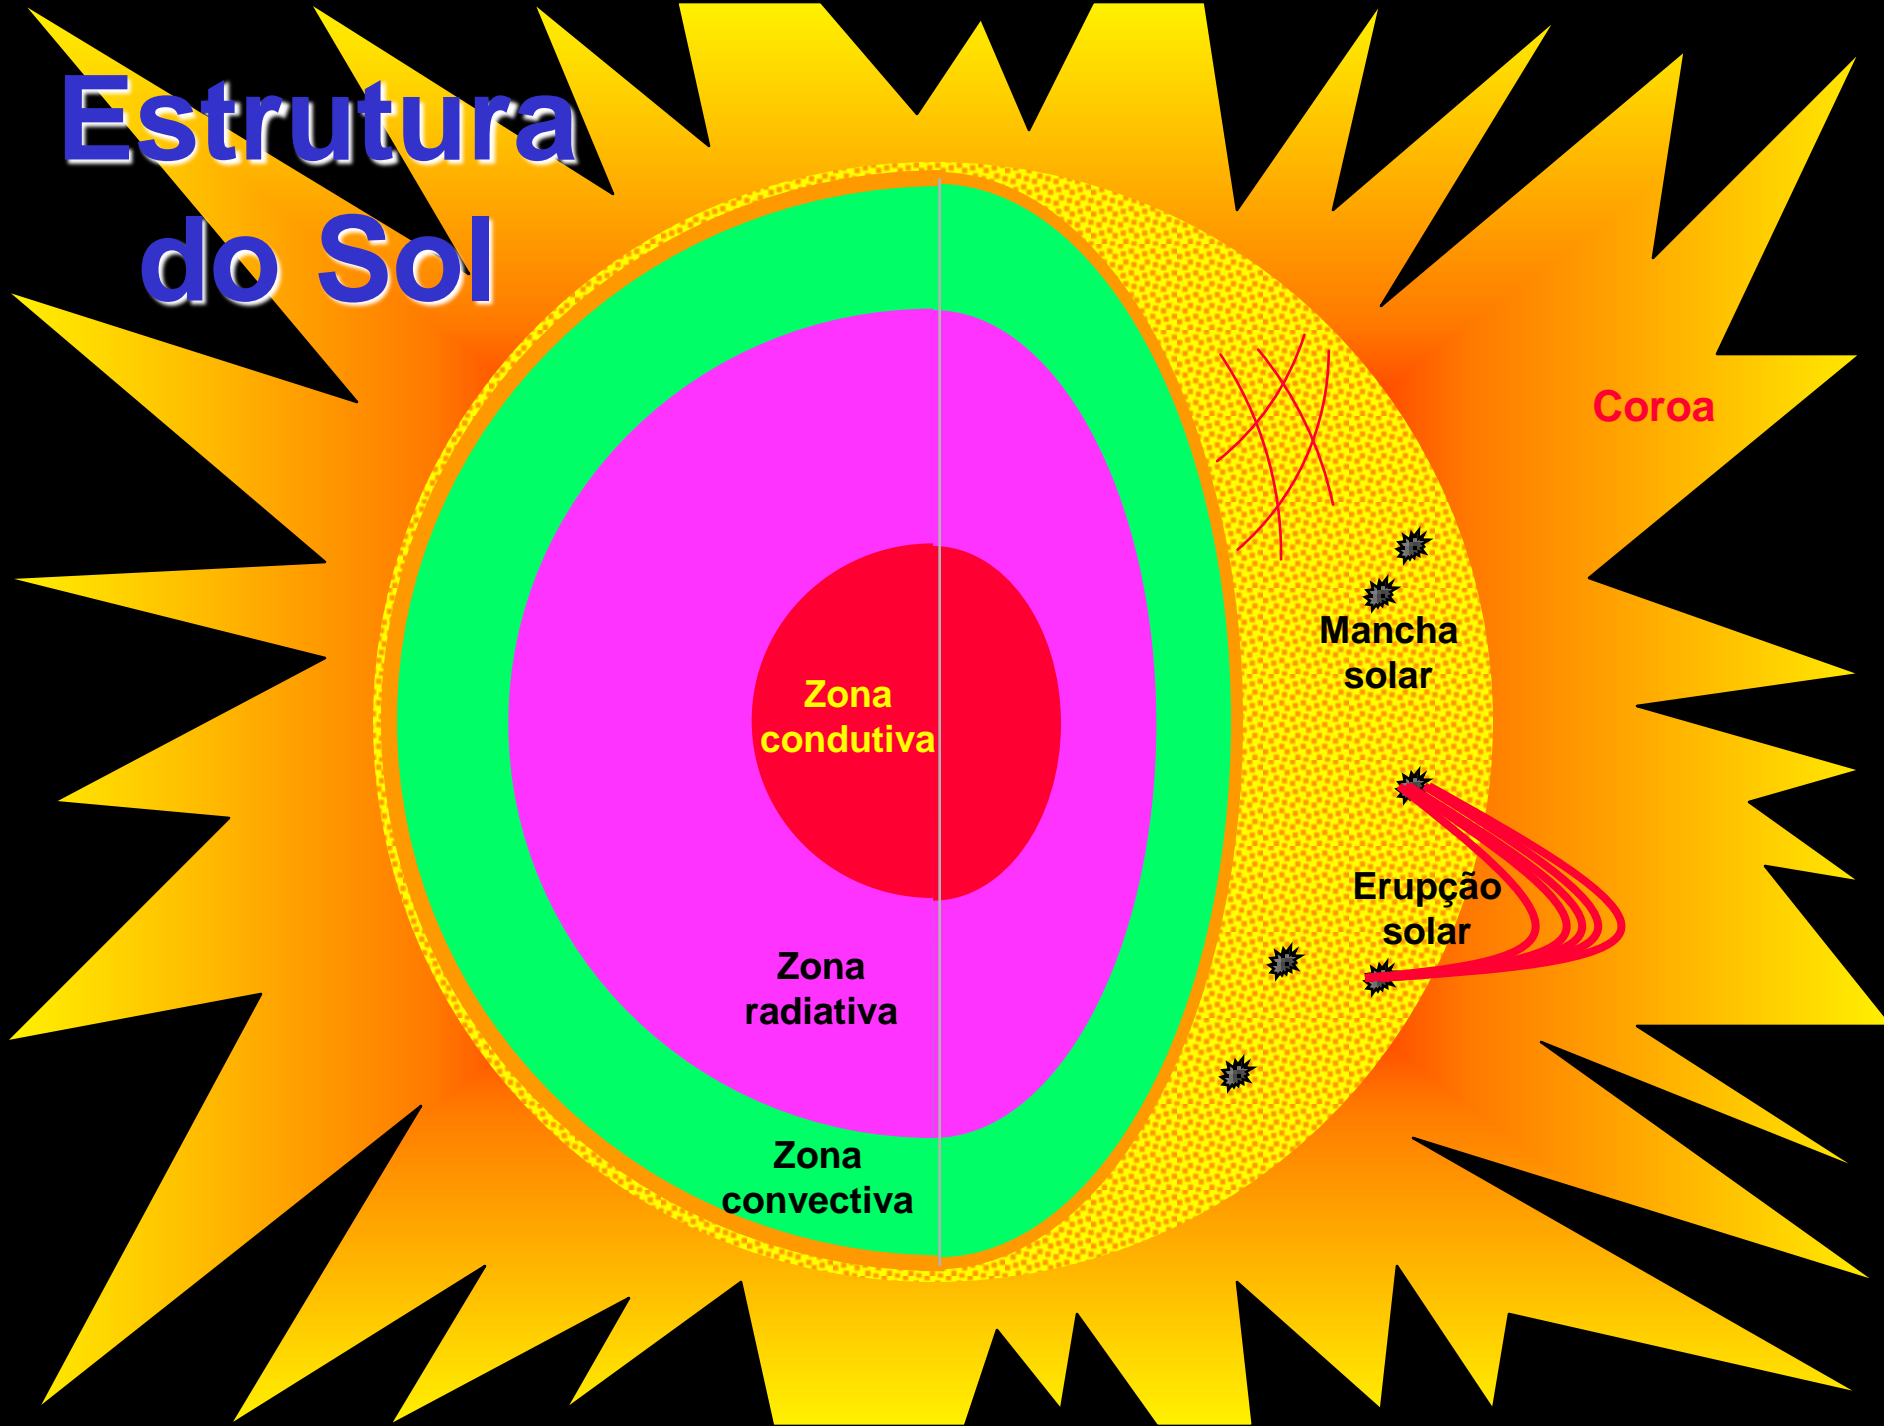 Estrutura
do Sol
Coroa
Mancha
solar
Zona
condutiva
Erupção
solar
Zona
radiativa
Zona
convectiva